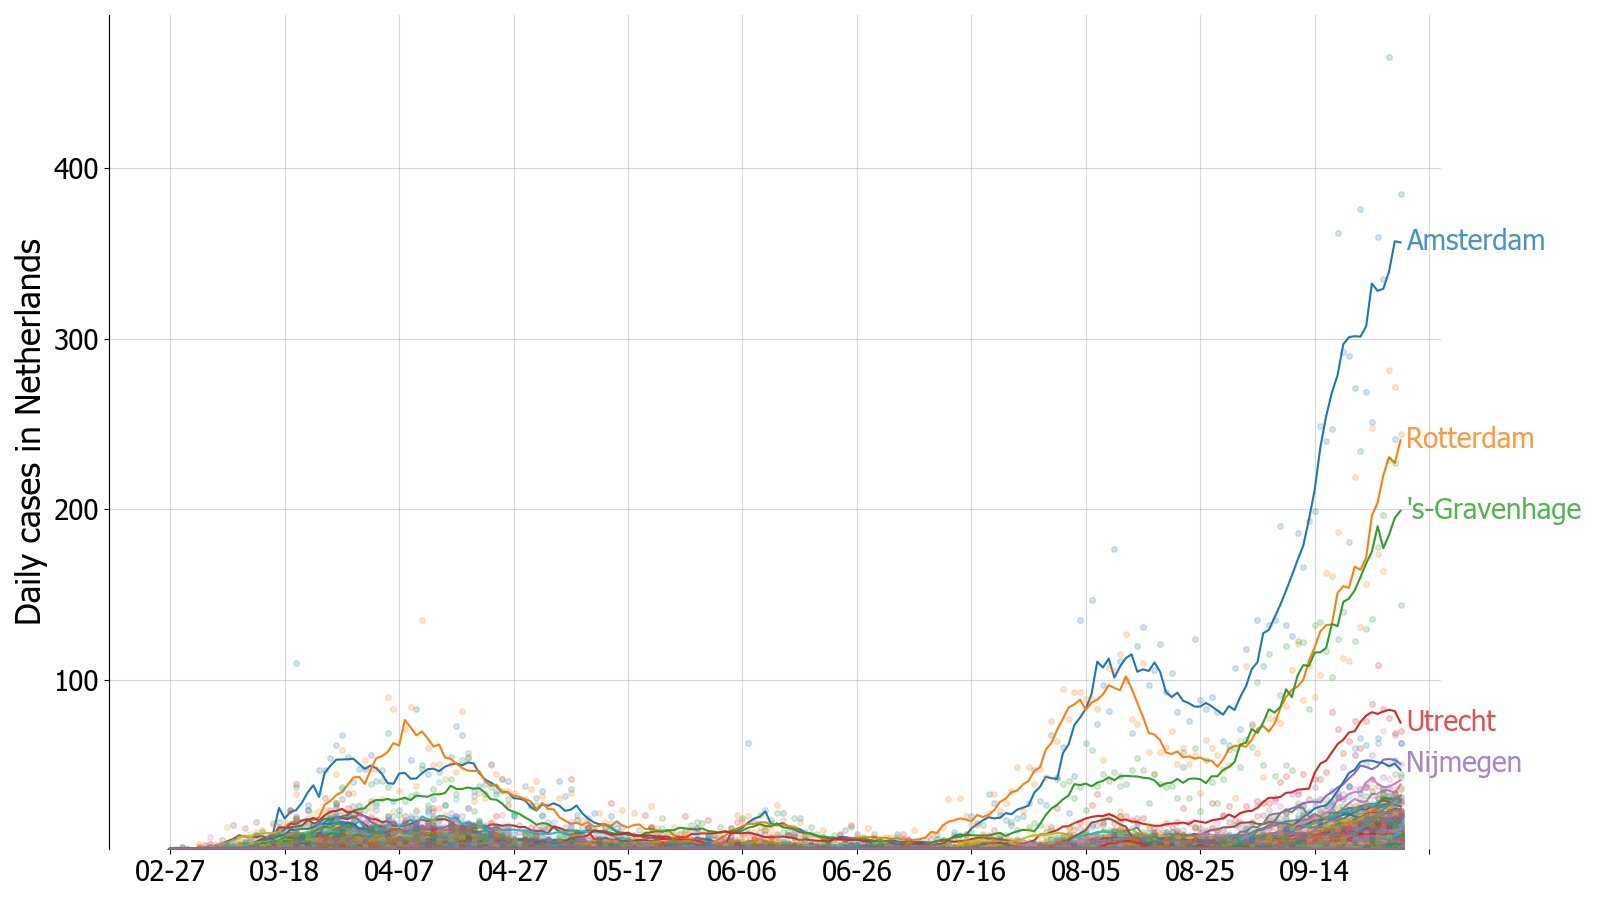 Daily cases in Netherlands
400
300
200
100
Amsterdam
Rotterdam
's-Gravenhage
Utrecht
Nijmegen
02-27 03-18 04-07 04-27 05-17 06-06 06-26 07-16 08-05 08-25 09-14